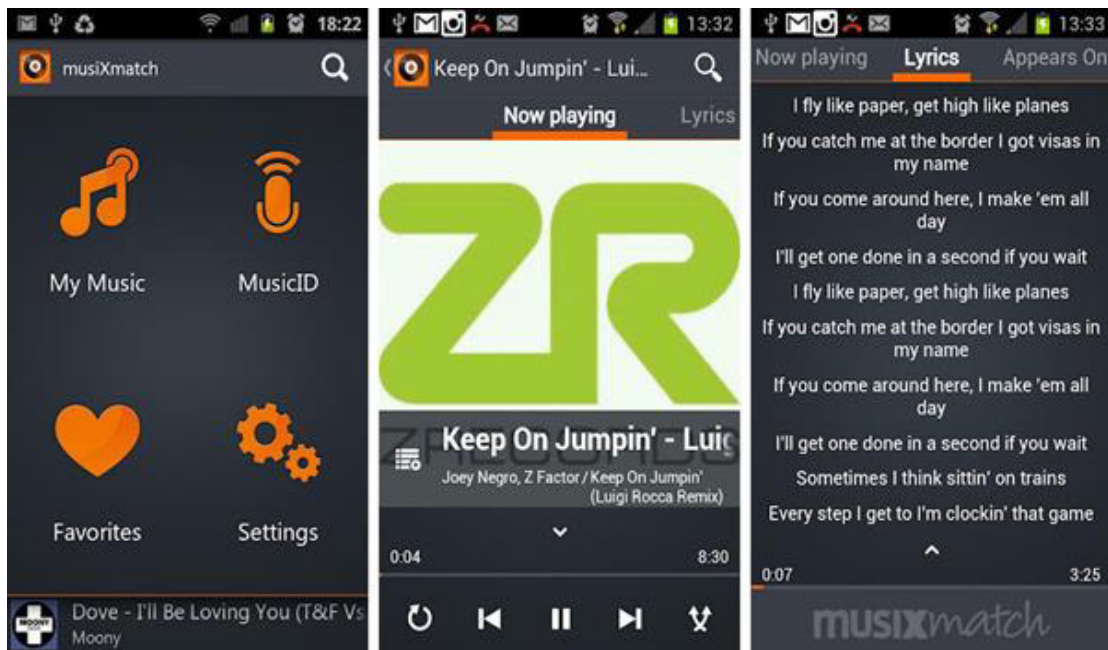 18:22
musiXmatch
My Music
MusicID
Favorites
Settings
MOONY
Dove - I'll Be Loving You (T&F Vs
Moony
13:32
Keep On Jumpin' - Lui...
Now playing
Lyrics
ZR
ZRECORDS
Keep On Jumpin' - Luig
Joey Negro, Z Factor / Keep On Jumpin'
(Luigi Rocca Remix)
0:04
8:30
13:33
Now playing
Lyrics
Appears On
I fly like paper, get high like planes
If you catch me at the border I got visas in
my name
If you come around here, I make 'em all
day
I'll get one done in a second if you wait
I fly like paper, get high like planes
If you catch me at the border I got visas in
my name
If you come around here, I make 'em all
day
I'll get one done in a second if you wait
Sometimes I think sittin' on trains
Every step I get to I'm clockin' that game
0:07
3:25
musixmatch